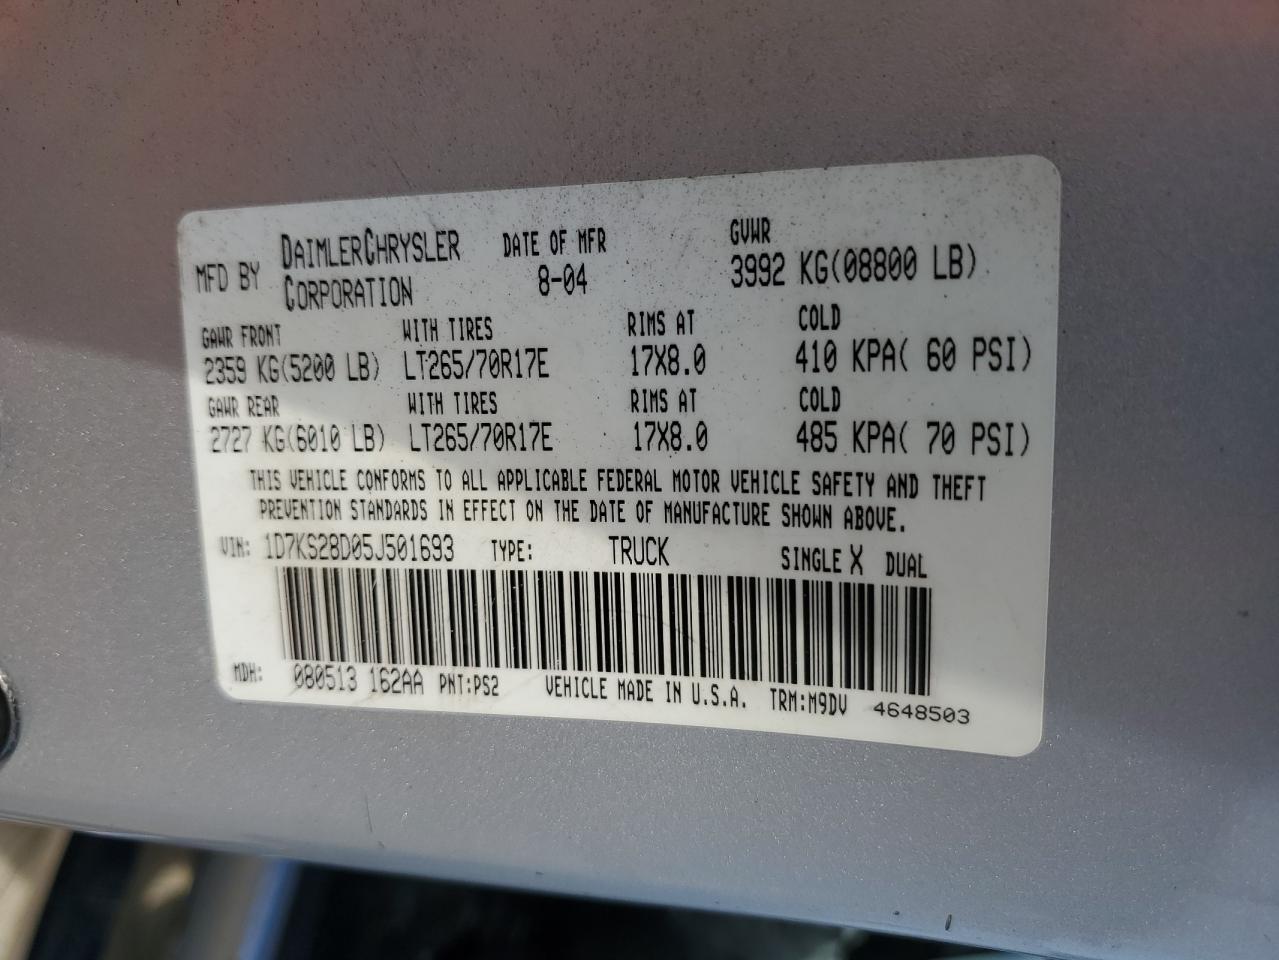 MFD BY DAIMLERCHRYSLER CORPORATION DATE OF MFR 8-04 GVWR 3992 KG(08800 LB)
GAWR FRONT WITH TIRES RIMS AT COLD
2359 KG(5200 LB) LT265/70R17E 17X8.0 410 KPA( 60 PSI)
GAWR REAR WITH TIRES RIMS AT COLD
2727 KG(6010 LB) LT265/70R17E 17X8.0 485 KPA( 70 PSI)
THIS VEHICLE CONFORMS TO ALL APPLICABLE FEDERAL MOTOR VEHICLE SAFETY AND THEFT
PREVENTION STANDARDS IN EFFECT ON THE DATE OF MANUFACTURE SHOWN ABOVE.
VIN: 1D7KS28D05J501693 TYPE: TRUCK SINGLE X DUAL
MDH: 080513 162AA PNT:PS2 VEHICLE MADE IN U.S.A. TRM:M9DV 4648503